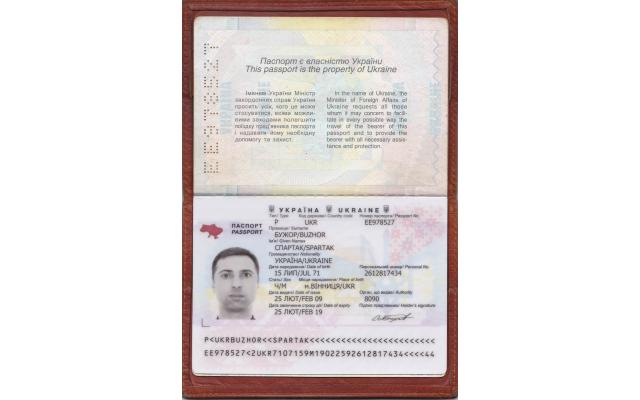 Паспорт є власністю України
This passport is the property of Ukraine
Іменем України Міністр
закордонних справ України
просить усіх, кого це може
стосуватися, всіма можли-
вими заходами полегшити
поїздку пред'явника паспорта
і надавати йому необхідну
допомогу та захист.
In the name of Ukraine, the
Minister of Foreign Affairs of
Ukraine requests all those
whom it may concern to facili-
tate in every possible way the
travel of the bearer of this
passport and to provide the
bearer with all necessary assis-
tance and protection.
УКРАЇНА UKRAINE
ПАСПОРТ
PASSPORT
Тип/ Type Код держави/ Country code Номер паспорта/ Passport No
P UKR EE978527
Прізвище/ Surname
БУЖОР/BUZHOR
Ім'я/ Given Names
СПАРТАК/SPARTAK
Громадянство/ Nationality
УКРАЇНА/UKRAINE
Дата народження/ Date of birth Персональний номер/ Personal No
15 ЛИП/JUL 71 2612817434
Стать/ Sex Місце народження/ Place of birth
Ч/M м.ВІННИЦЯ/UKR
Дата видачі/ Date of issue Орган, що видав/ Authority
25 ЛЮТ/FEB 09 8090
Дата закінчення строку дії/ Date of expiry Підпис пред'явника/ Holder's signature
25 ЛЮТ/FEB 19
P<UKRBUZHOR<<SPARTAK<<<<<<<<<<<<<<<<<<<<<<<<
EE978527<2UKR7107159M19022592612817434<<<<44